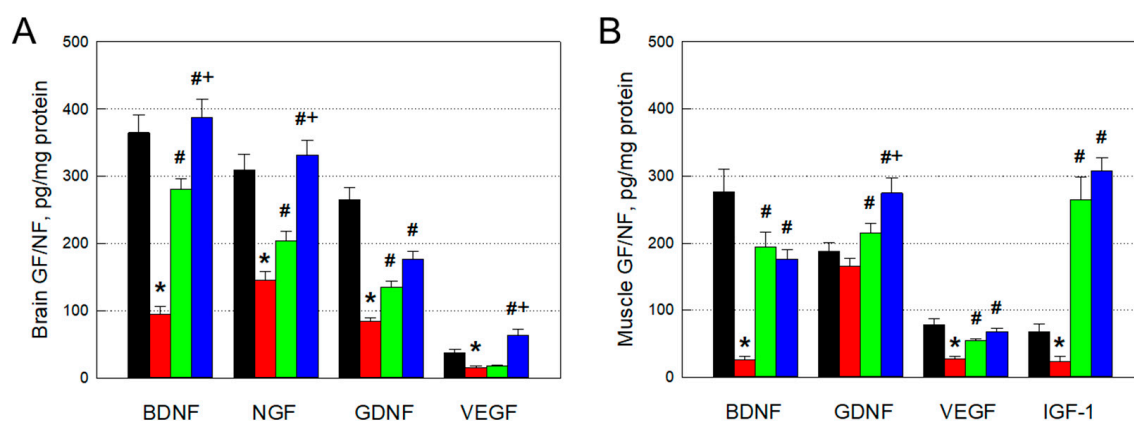 A
Brain GF/NF, pg/mg protein
500
400
300
200
100
0
* # #+
* # #+
* # #
* #+
BDNF NGF GDNF VEGF
B
Muscle GF/NF, pg/mg protein
500
400
300
200
100
0
* # #
# #+
* # #
* # #
BDNF GDNF VEGF IGF-1